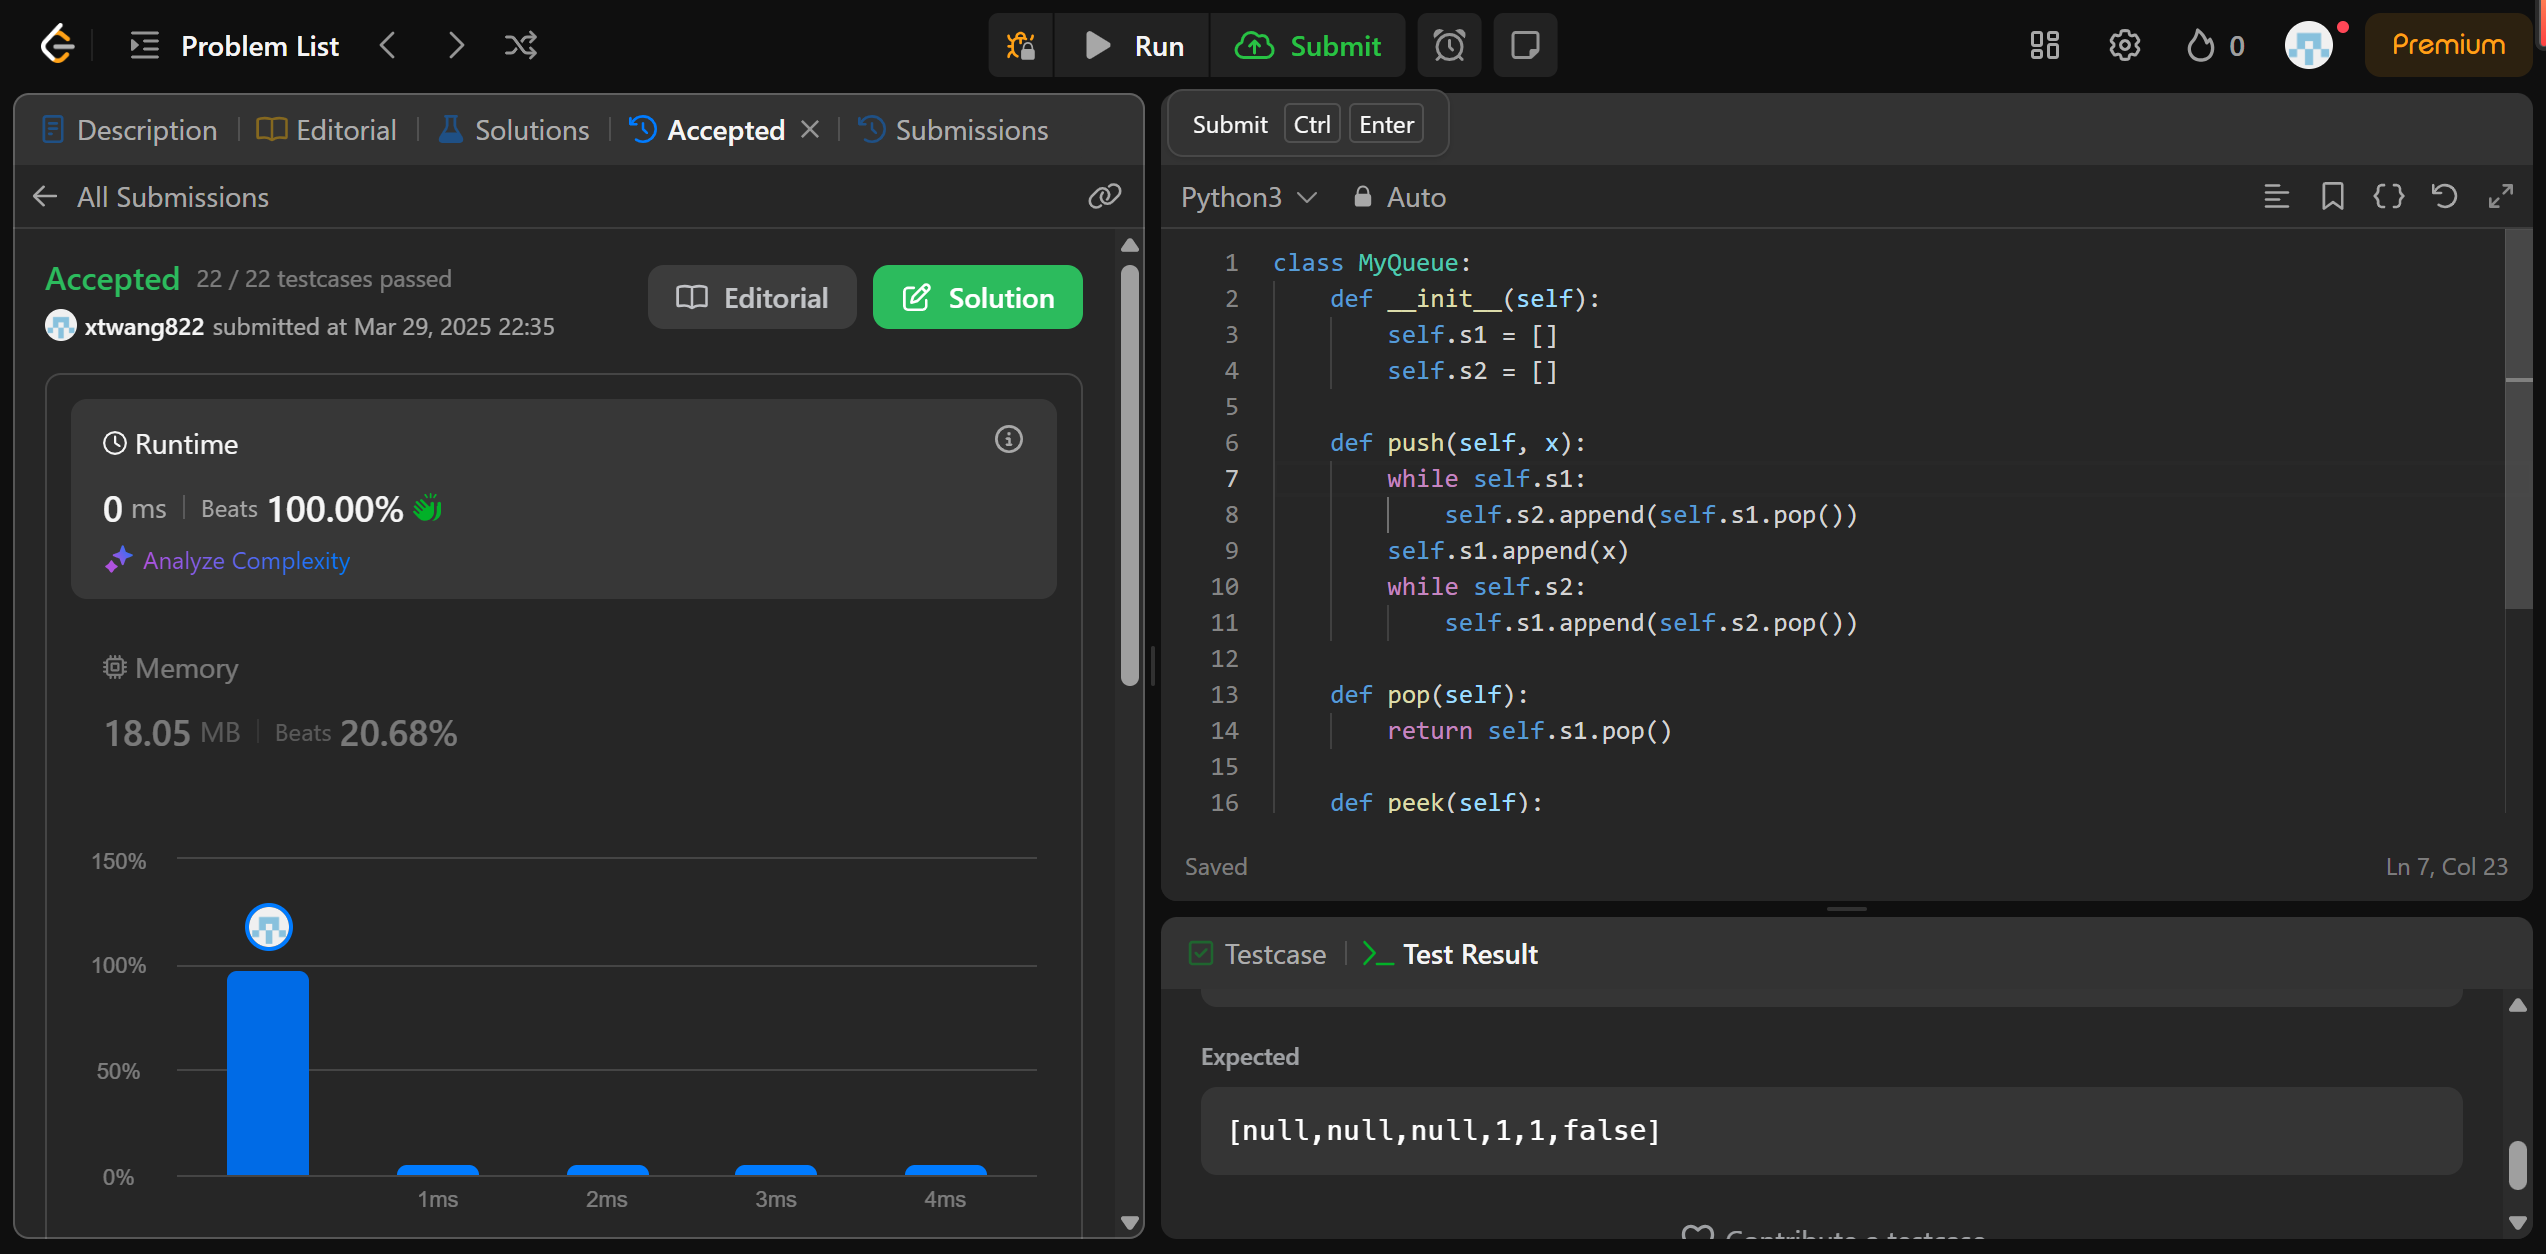 Problem List
Run
Submit
0
Premium
Description
Editorial
Solutions
Accepted
Submissions
All Submissions
Accepted 22 / 22 testcases passed
xtwang822 submitted at Mar 29, 2025 22:35
Editorial
Solution
Runtime
0 ms Beats 100.00%
Analyze Complexity
Memory
18.05 MB Beats 20.68%
150%
100%
50%
0%
1ms 2ms 3ms 4ms
Submit Ctrl Enter
Python3 Auto
1 class MyQueue:
2     def __init__(self):
3         self.s1 = []
4         self.s2 = []
5
6     def push(self, x):
7         while self.s1:
8             self.s2.append(self.s1.pop())
9         self.s1.append(x)
10         while self.s2:
11             self.s1.append(self.s2.pop())
12
13     def pop(self):
14         return self.s1.pop()
15
16     def peek(self):
Saved
Ln 7, Col 23
Testcase
Test Result
Expected
[null,null,null,1,1,false]
Contribute a testcase